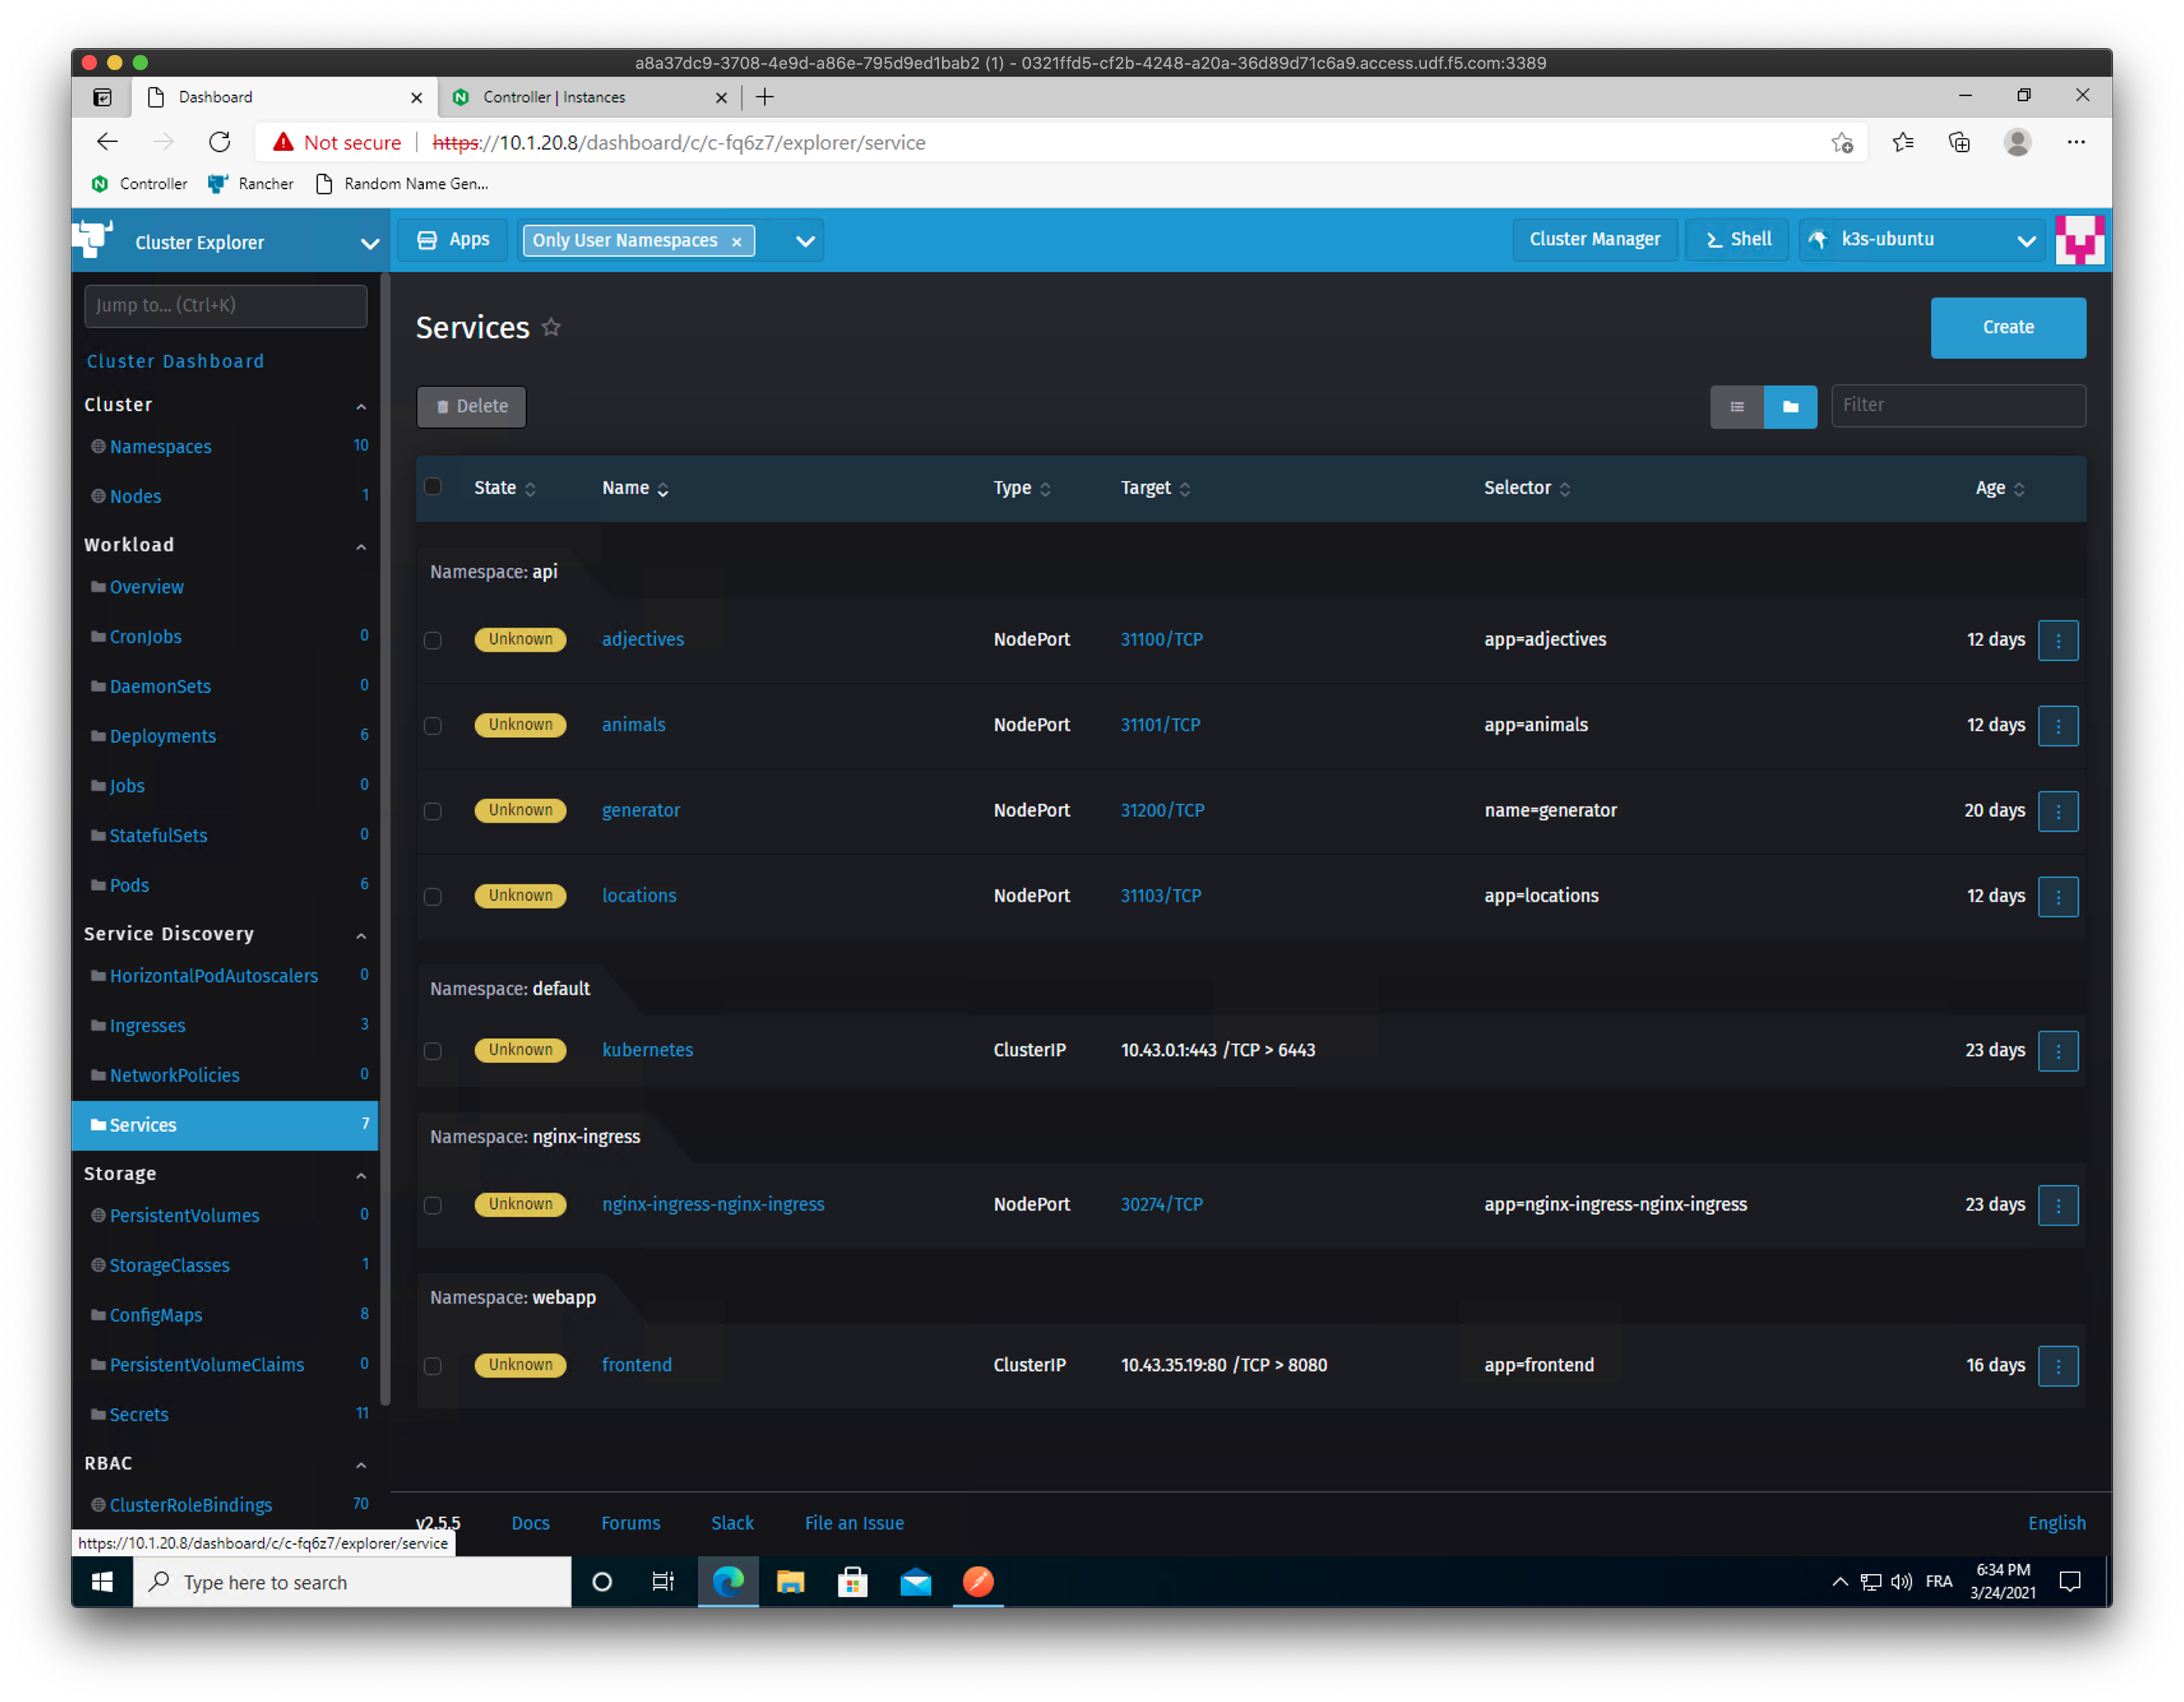 a8a37dc9-3708-4e9d-a86e-795d9ed1bab2 (1) - 0321ffd5-cf2b-4248-a20a-36d89d71c6a9.access.udf.f5.com:3389
Dashboard
Controller | Instances
Not secure
https://10.1.20.8/dashboard/c/c-fq6z7/explorer/service
Controller
Rancher
Random Name Gen...
Cluster Explorer
Apps
Only User Namespaces ×
Cluster Manager
Shell
k3s-ubuntu
Jump to... (Ctrl+K)
Cluster Dashboard
Cluster
Namespaces 10
Nodes 1
Workload
Overview
CronJobs 0
DaemonSets 0
Deployments 6
Jobs 0
StatefulSets 0
Pods 6
Service Discovery
HorizontalPodAutoscalers 0
Ingresses 3
NetworkPolicies 0
Services 7
Storage
PersistentVolumes 0
StorageClasses 1
ConfigMaps 8
PersistentVolumeClaims 0
Secrets 11
RBAC
ClusterRoleBindings 70
Services
Create
Delete
Filter
State Name Type Target Selector Age
Namespace: api
Unknown adjectives NodePort 31100/TCP app=adjectives 12 days
Unknown animals NodePort 31101/TCP app=animals 12 days
Unknown generator NodePort 31200/TCP name=generator 20 days
Unknown locations NodePort 31103/TCP app=locations 12 days
Namespace: default
Unknown kubernetes ClusterIP 10.43.0.1:443 /TCP > 6443 23 days
Namespace: nginx-ingress
Unknown nginx-ingress-nginx-ingress NodePort 30274/TCP app=nginx-ingress-nginx-ingress 23 days
Namespace: webapp
Unknown frontend ClusterIP 10.43.35.19:80 /TCP > 8080 app=frontend 16 days
v2.5.5 Docs Forums Slack File an Issue English
https://10.1.20.8/dashboard/c/c-fq6z7/explorer/service
Type here to search
FRA
6:34 PM
3/24/2021